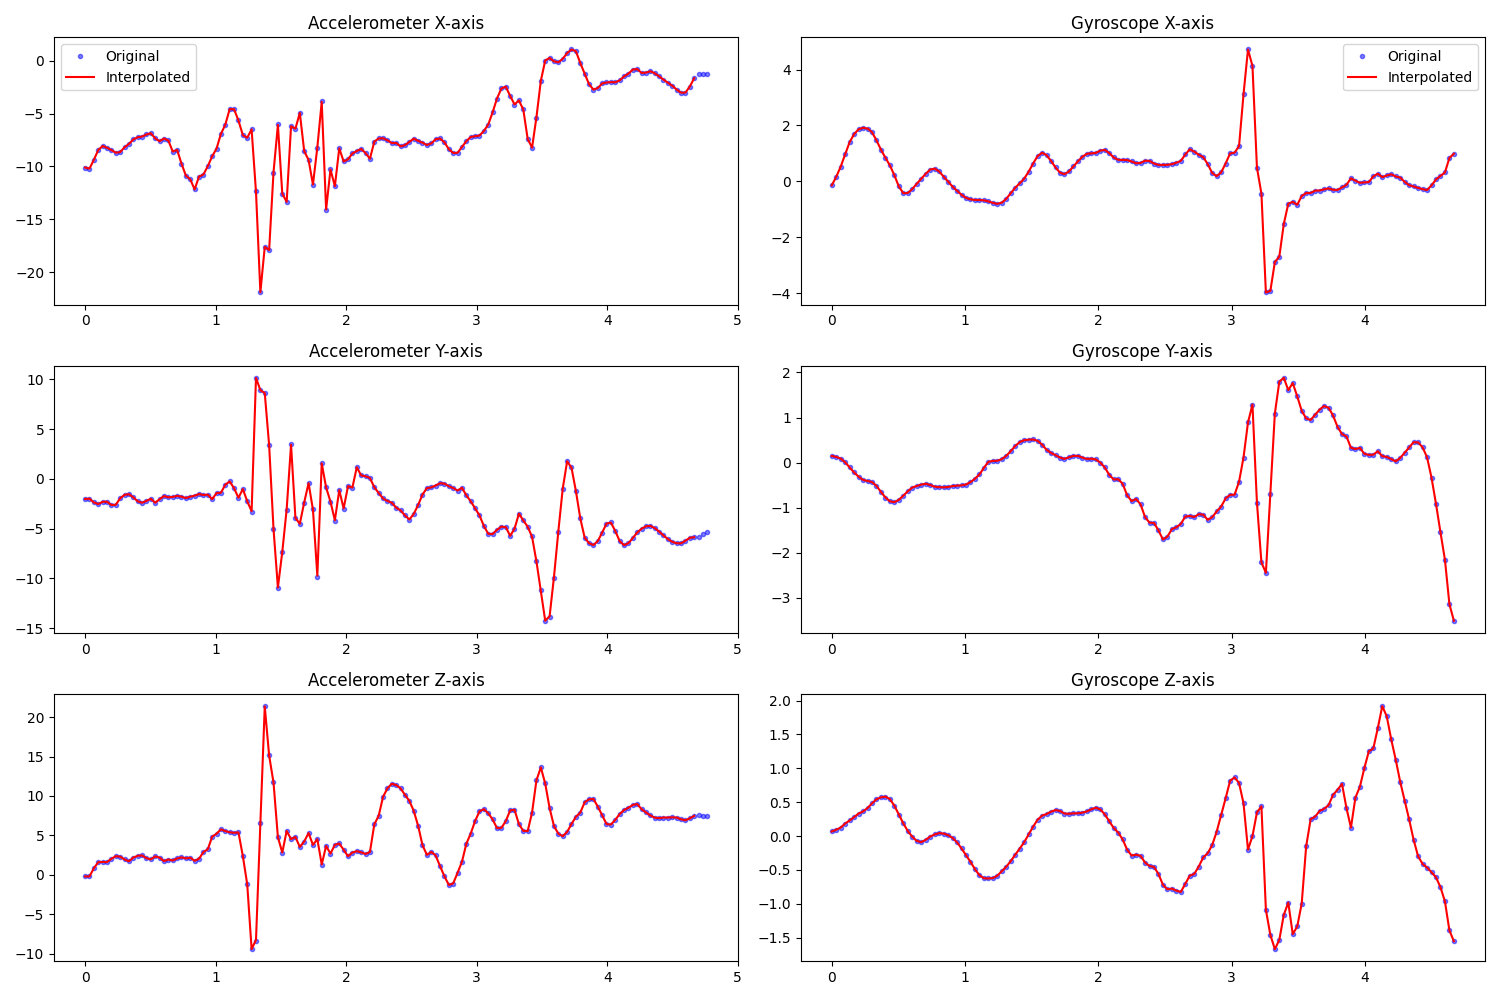 Accelerometer X-axis
Original
Interpolated
0
−5
−10
−15
−20
0 1 2 3 4 5
Gyroscope X-axis
Original
Interpolated
4
2
0
−2
−4
0 1 2 3 4
Accelerometer Y-axis
10
5
0
−5
−10
−15
0 1 2 3 4 5
Gyroscope Y-axis
2
1
0
−1
−2
−3
0 1 2 3 4
Accelerometer Z-axis
20
15
10
5
0
−5
−10
0 1 2 3 4 5
Gyroscope Z-axis
2.0
1.5
1.0
0.5
0.0
−0.5
−1.0
−1.5
0 1 2 3 4